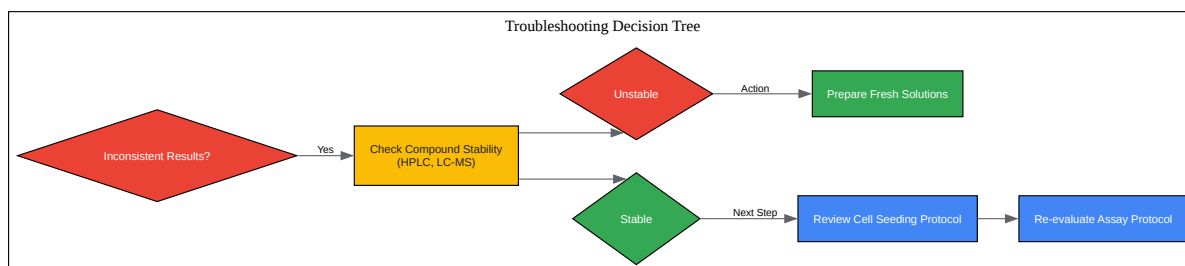 Troubleshooting Decision Tree
Inconsistent Results?
Yes
Check Compound Stability
(HPLC, LC-MS)
Unstable
Action
Prepare Fresh Solutions
Stable
Next Step
Review Cell Seeding Protocol
Re-evaluate Assay Protocol